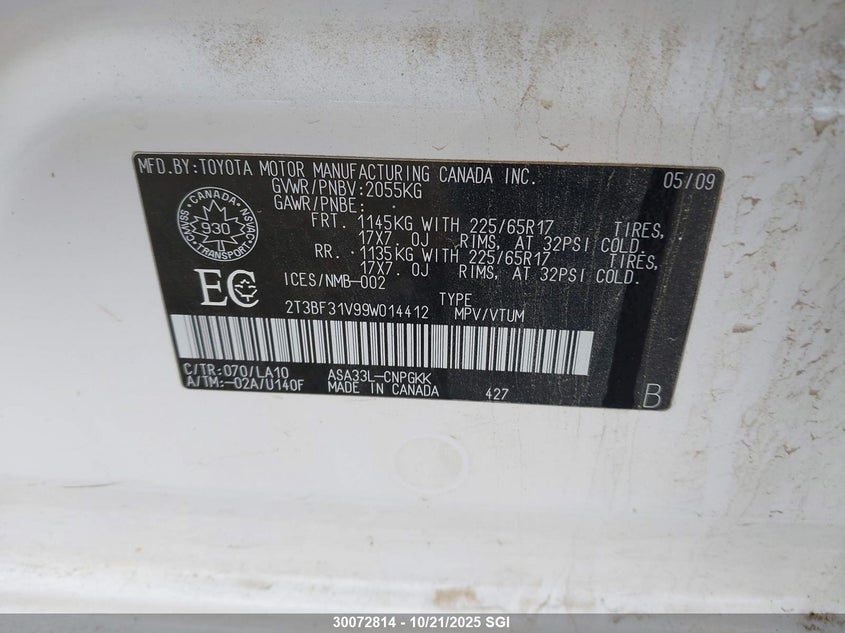 MFD.BY:TOYOTA MOTOR MANUFACTURING CANADA INC. 05/09
GVWR/PNBV:2055KG
GAWR/PNBE:
FRT. 1145KG WITH 225/65R17 TIRES,
17X7. 0J RIMS, AT 32PSI COLD.
RR. 1135KG WITH 225/65R17 TIRES,
17X7. 0J RIMS, AT 32PSI COLD.
CANADA
CMVSS 930 NSVAC
TRANSPORT
ICES/NMB-002
EC
TYPE
2T3BF31V99W014412 MPV/VTUM
C/TR:070/LA10 ASA33L-CNPGKK
A/TM:-02A/U140F MADE IN CANADA 427 B
30072814 - 10/21/2025 SGI